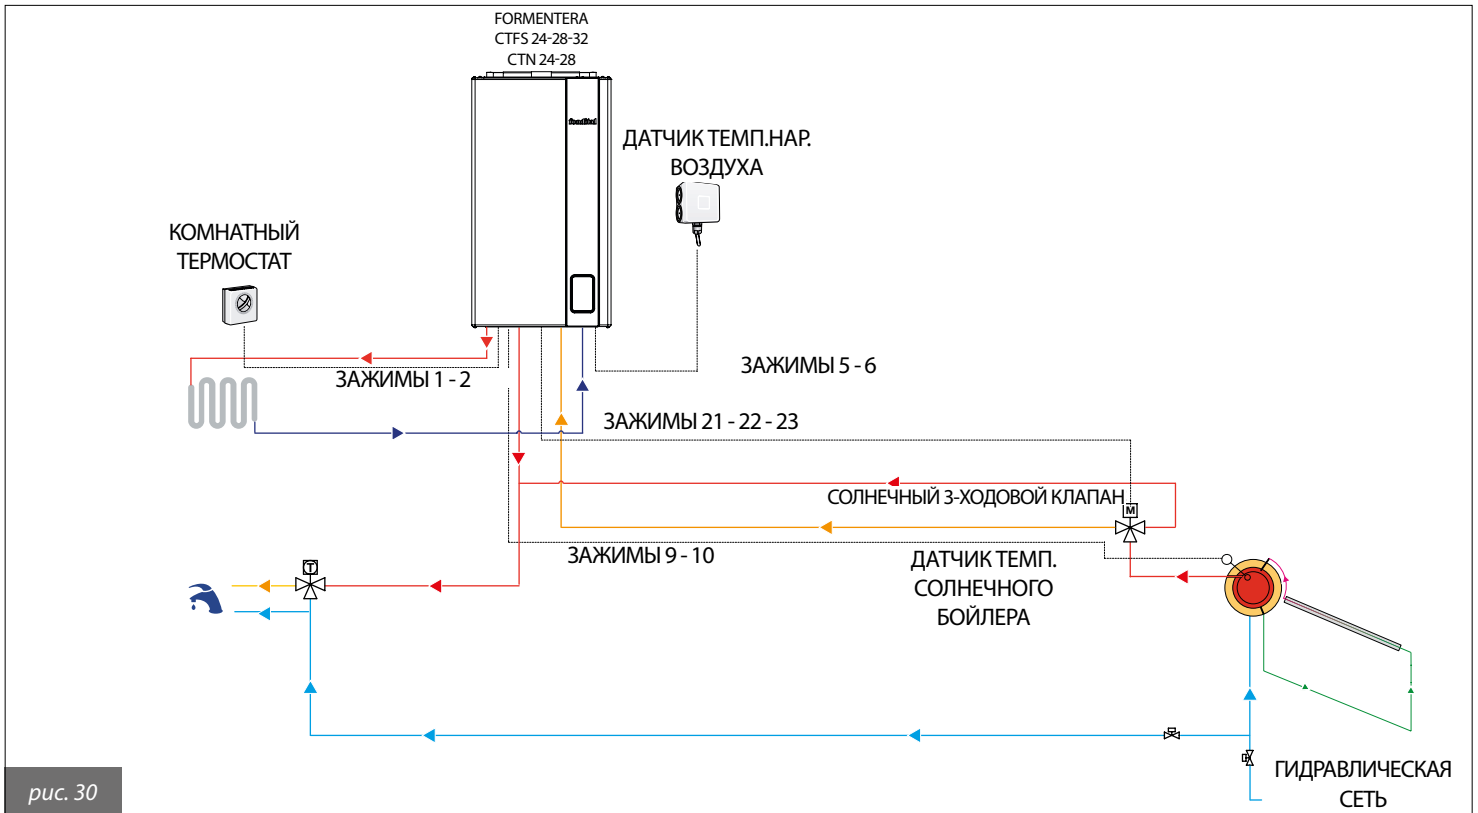 FORMENTERA
CTFS 24-28-32
CTN 24-28
fondital
ДАТЧИК ТЕМП.НАР.
ВОЗДУХА
КОМНАТНЫЙ
ТЕРМОСТАТ
ЗАЖИМЫ 1 - 2
ЗАЖИМЫ 5 - 6
ЗАЖИМЫ 21 - 22 - 23
СОЛНЕЧНЫЙ 3-ХОДОВОЙ КЛАПАН
M
ЗАЖИМЫ 9 - 10
ДАТЧИК ТЕМП.
СОЛНЕЧНОГО
БОЙЛЕРА
T
ГИДРАВЛИЧЕСКАЯ
СЕТЬ
рис. 30